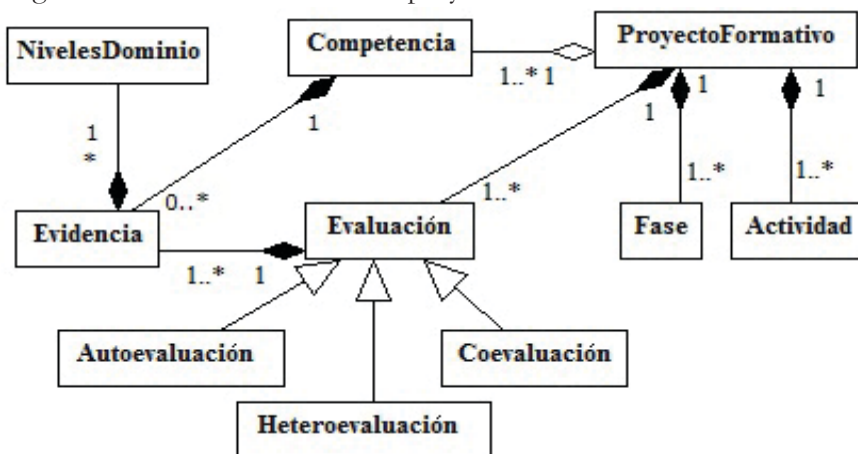 proy
NivelesDominio
Competencia
ProyectoFormativo
1..* 1
1
1
1
1
1
*
0..*
1..*
1..*
1..*
Evidencia
Evaluación
Fase
Actividad
1..* 1
Autoevaluación
Coevaluación
Heteroevaluación